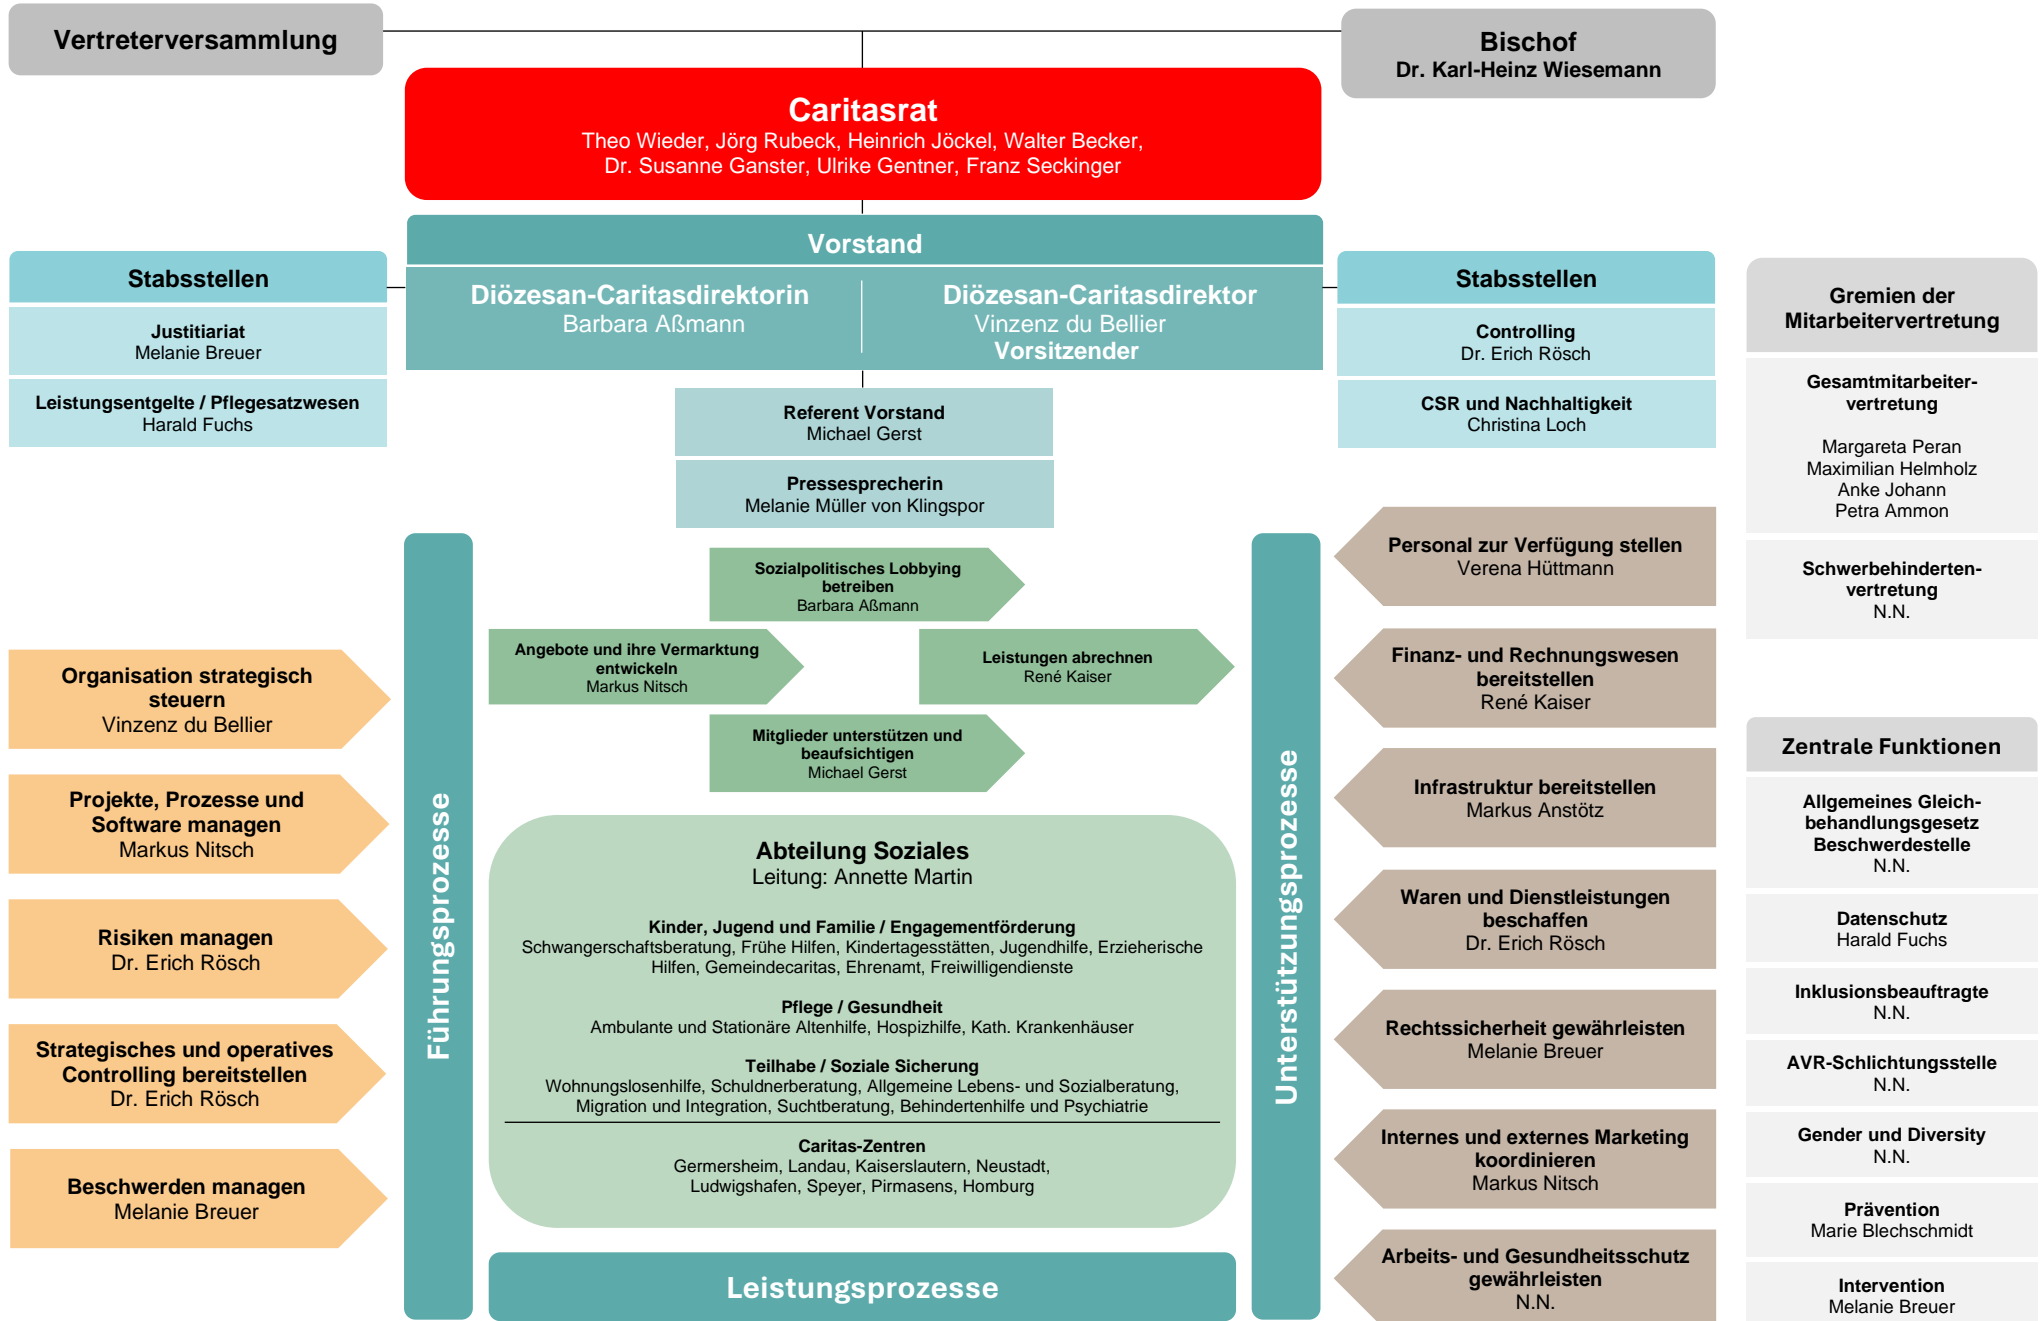 Vertreterversammlung
Bischof
Dr. Karl-Heinz Wiesemann
Caritasrat
Theo Wieder, Jörg Rubeck, Heinrich Jöckel, Walter Becker,
Dr. Susanne Ganster, Ulrike Gentner, Franz Seckinger
Vorstand
Diözesan-Caritasdirektorin
Barbara Aßmann
Diözesan-Caritasdirektor
Vinzenz du Bellier
Vorsitzender
Stabsstellen
Justitiariat
Melanie Breuer
Leistungsentgelte / Pflegesatzwesen
Harald Fuchs
Stabsstellen
Controlling
Dr. Erich Rösch
CSR und Nachhaltigkeit
Christina Loch
Referent Vorstand
Michael Gerst
Pressesprecherin
Melanie Müller von Klingspor
Gremien der
Mitarbeitervertretung
Gesamtmitarbeiter-
vertretung
Margareta Peran
Maximilian Helmholz
Anke Johann
Petra Ammon
Schwerbehinderten-
vertretung
N.N.
Organisation strategisch
steuern
Vinzenz du Bellier
Projekte, Prozesse und
Software managen
Markus Nitsch
Risiken managen
Dr. Erich Rösch
Strategisches und operatives
Controlling bereitstellen
Dr. Erich Rösch
Beschwerden managen
Melanie Breuer
Führungsprozesse
Sozialpolitisches Lobbying
betreiben
Barbara Aßmann
Angebote und ihre Vermarktung
entwickeln
Markus Nitsch
Leistungen abrechnen
René Kaiser
Mitglieder unterstützen und
beaufsichtigen
Michael Gerst
Abteilung Soziales
Leitung: Annette Martin
Kinder, Jugend und Familie / Engagementförderung
Schwangerschaftsberatung, Frühe Hilfen, Kindertagesstätten, Jugendhilfe, Erzieherische
Hilfen, Gemeindecaritas, Ehrenamt, Freiwilligendienste
Pflege / Gesundheit
Ambulante und Stationäre Altenhilfe, Hospizhilfe, Kath. Krankenhäuser
Teilhabe / Soziale Sicherung
Wohnungslosenhilfe, Schuldnerberatung, Allgemeine Lebens- und Sozialberatung,
Migration und Integration, Suchtberatung, Behindertenhilfe und Psychiatrie
Caritas-Zentren
Germersheim, Landau, Kaiserslautern, Neustadt,
Ludwigshafen, Speyer, Pirmasens, Homburg
Leistungsprozesse
Unterstützungsprozesse
Personal zur Verfügung stellen
Verena Hüttmann
Finanz- und Rechnungswesen
bereitstellen
René Kaiser
Infrastruktur bereitstellen
Markus Anstötz
Waren und Dienstleistungen
beschaffen
Dr. Erich Rösch
Rechtssicherheit gewährleisten
Melanie Breuer
Internes und externes Marketing
koordinieren
Markus Nitsch
Arbeits- und Gesundheitsschutz
gewährleisten
N.N.
Zentrale Funktionen
Allgemeines Gleich-
behandlungsgesetz
Beschwerdestelle
N.N.
Datenschutz
Harald Fuchs
Inklusionsbeauftragte
N.N.
AVR-Schlichtungsstelle
N.N.
Gender und Diversity
N.N.
Prävention
Marie Blechschmidt
Intervention
Melanie Breuer